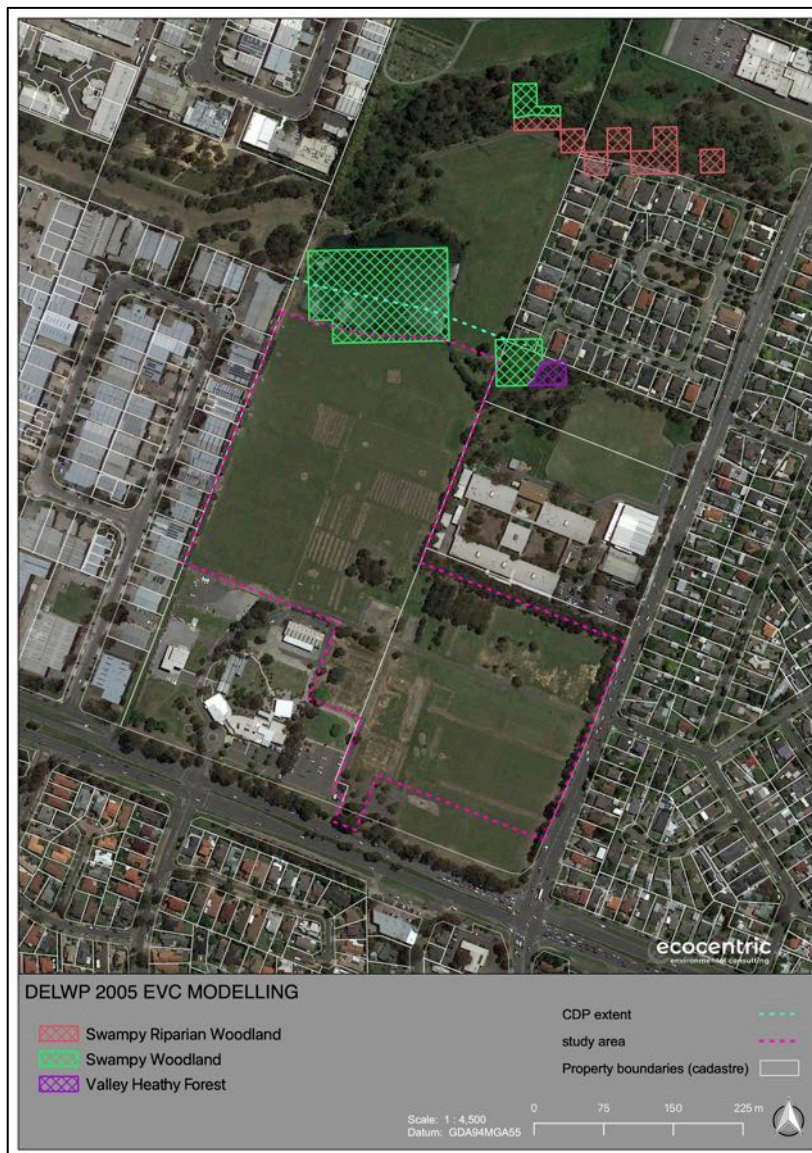 ecocentric
environmental consulting
DELWP 2005 EVC MODELLING
Swampy Riparian Woodland
Swampy Woodland
Valley Heathy Forest
CDP extent
study area
Property boundaries (cadastre)
Scale: 1 : 4,500
Datum: GDA94MGA55
0 75 150 225 m